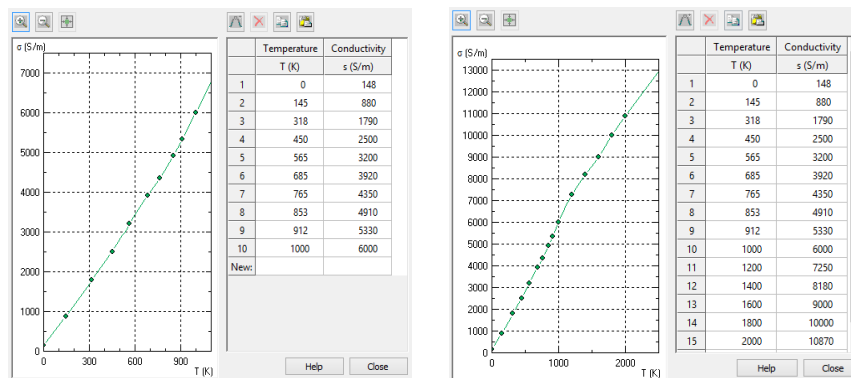 σ (S/m)
7000
6000
5000
4000
3000
2000
1000
0
0 300 600 900
T (K)
Temperature Conductivity
T (K) s (S/m)
1 0 148
2 145 880
3 318 1790
4 450 2500
5 565 3200
6 685 3920
7 765 4350
8 853 4910
9 912 5330
10 1000 6000
New:
Help Close
σ (S/m)
13000
12000
11000
10000
9000
8000
7000
6000
5000
4000
3000
2000
1000
0
0 1000 2000
T (K)
Temperature Conductivity
T (K) s (S/m)
1 0 148
2 145 880
3 318 1790
4 450 2500
5 565 3200
6 685 3920
7 765 4350
8 853 4910
9 912 5330
10 1000 6000
11 1200 7250
12 1400 8180
13 1600 9000
14 1800 10000
15 2000 10870
Help Close